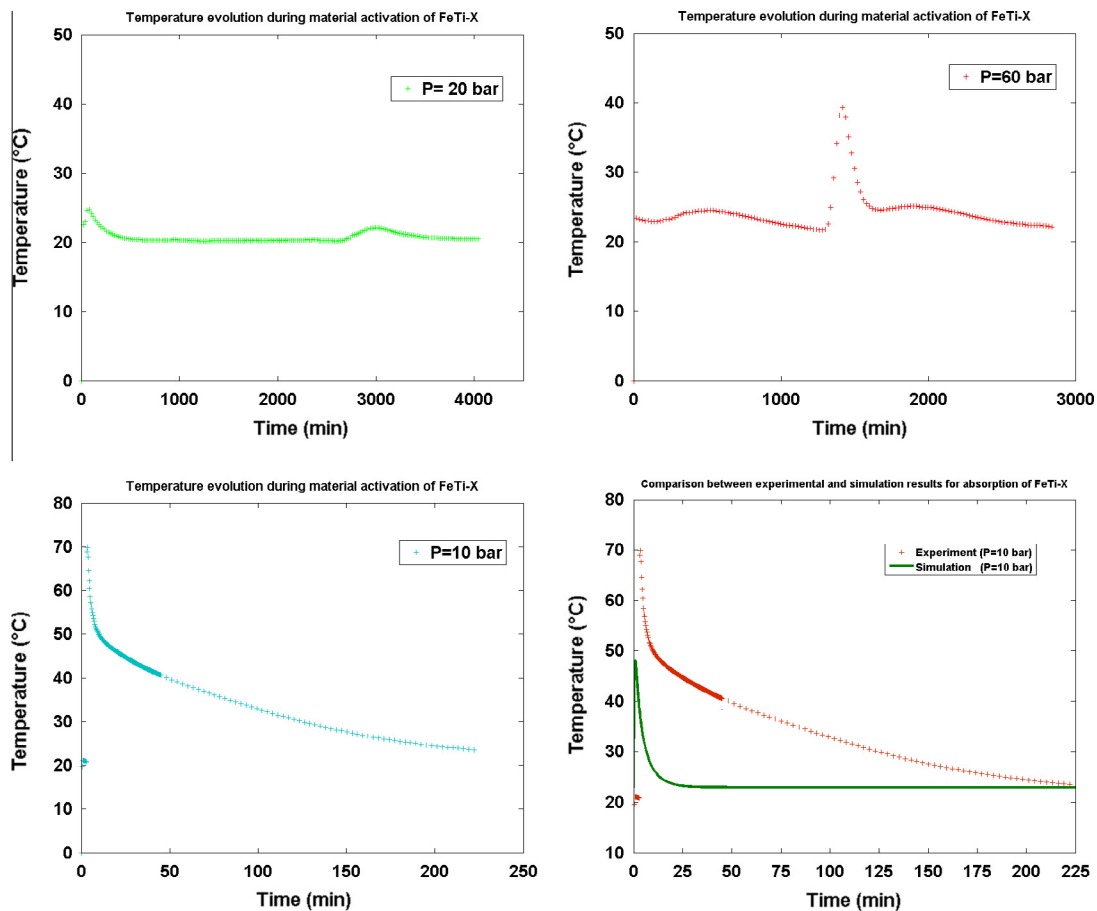 Temperature evolution during material activation of FeTi-X
50
40
30
20
10
0
Temperature (°C)
P= 20 bar
0 1000 2000 3000 4000
Time (min)
Temperature evolution during material activation of FeTi-X
50
40
30
20
10
0
Temperature (°C)
P=60 bar
0 1000 2000 3000
Time (min)
Temperature evolution during material activation of FeTi-X
80
70
60
50
40
30
20
10
0
Temperature (°C)
P=10 bar
0 50 100 150 200 250
Time (min)
Comparison between experimental and simulation results for absorption of FeTi-X
80
70
60
50
40
30
20
10
Temperature (°C)
Experiment (P=10 bar)
Simulation (P=10 bar)
0 25 50 75 100 125 150 175 200 225
Time (min)